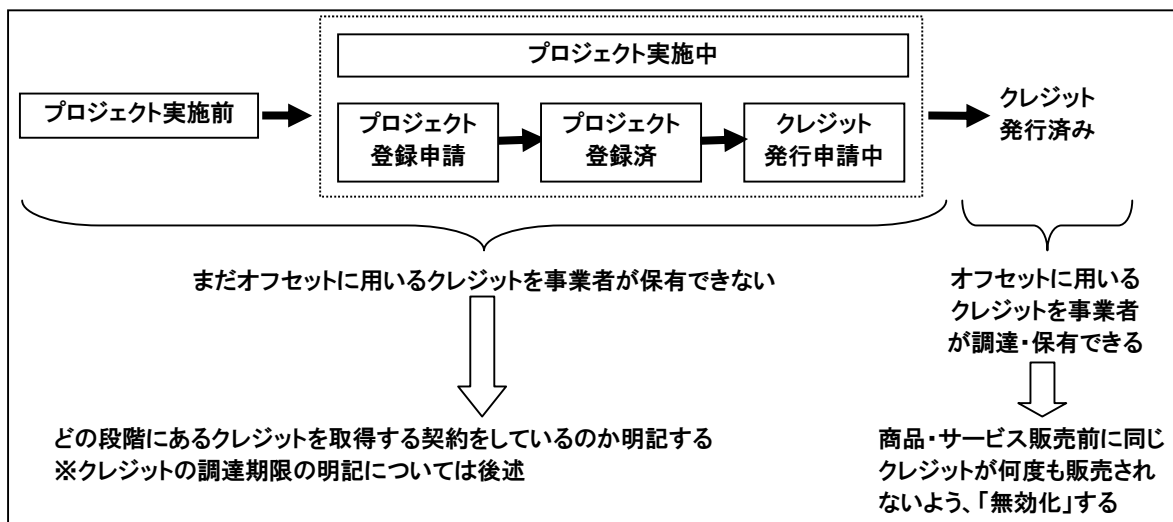 プロジェクト実施中
プロジェクト実施前
プロジェクト
登録申請
プロジェクト
登録済
クレジット
発行申請中
クレジット
発行済み
まだオフセットに用いるクレジットを事業者が保有できない
オフセットに用いる
クレジットを事業者
が調達・保有できる
どの段階にあるクレジットを取得する契約をしているのか明記する
※クレジットの調達期限の明記については後述
商品・サービス販売前に同じ
クレジットが何度も販売され
ないよう、「無効化」する